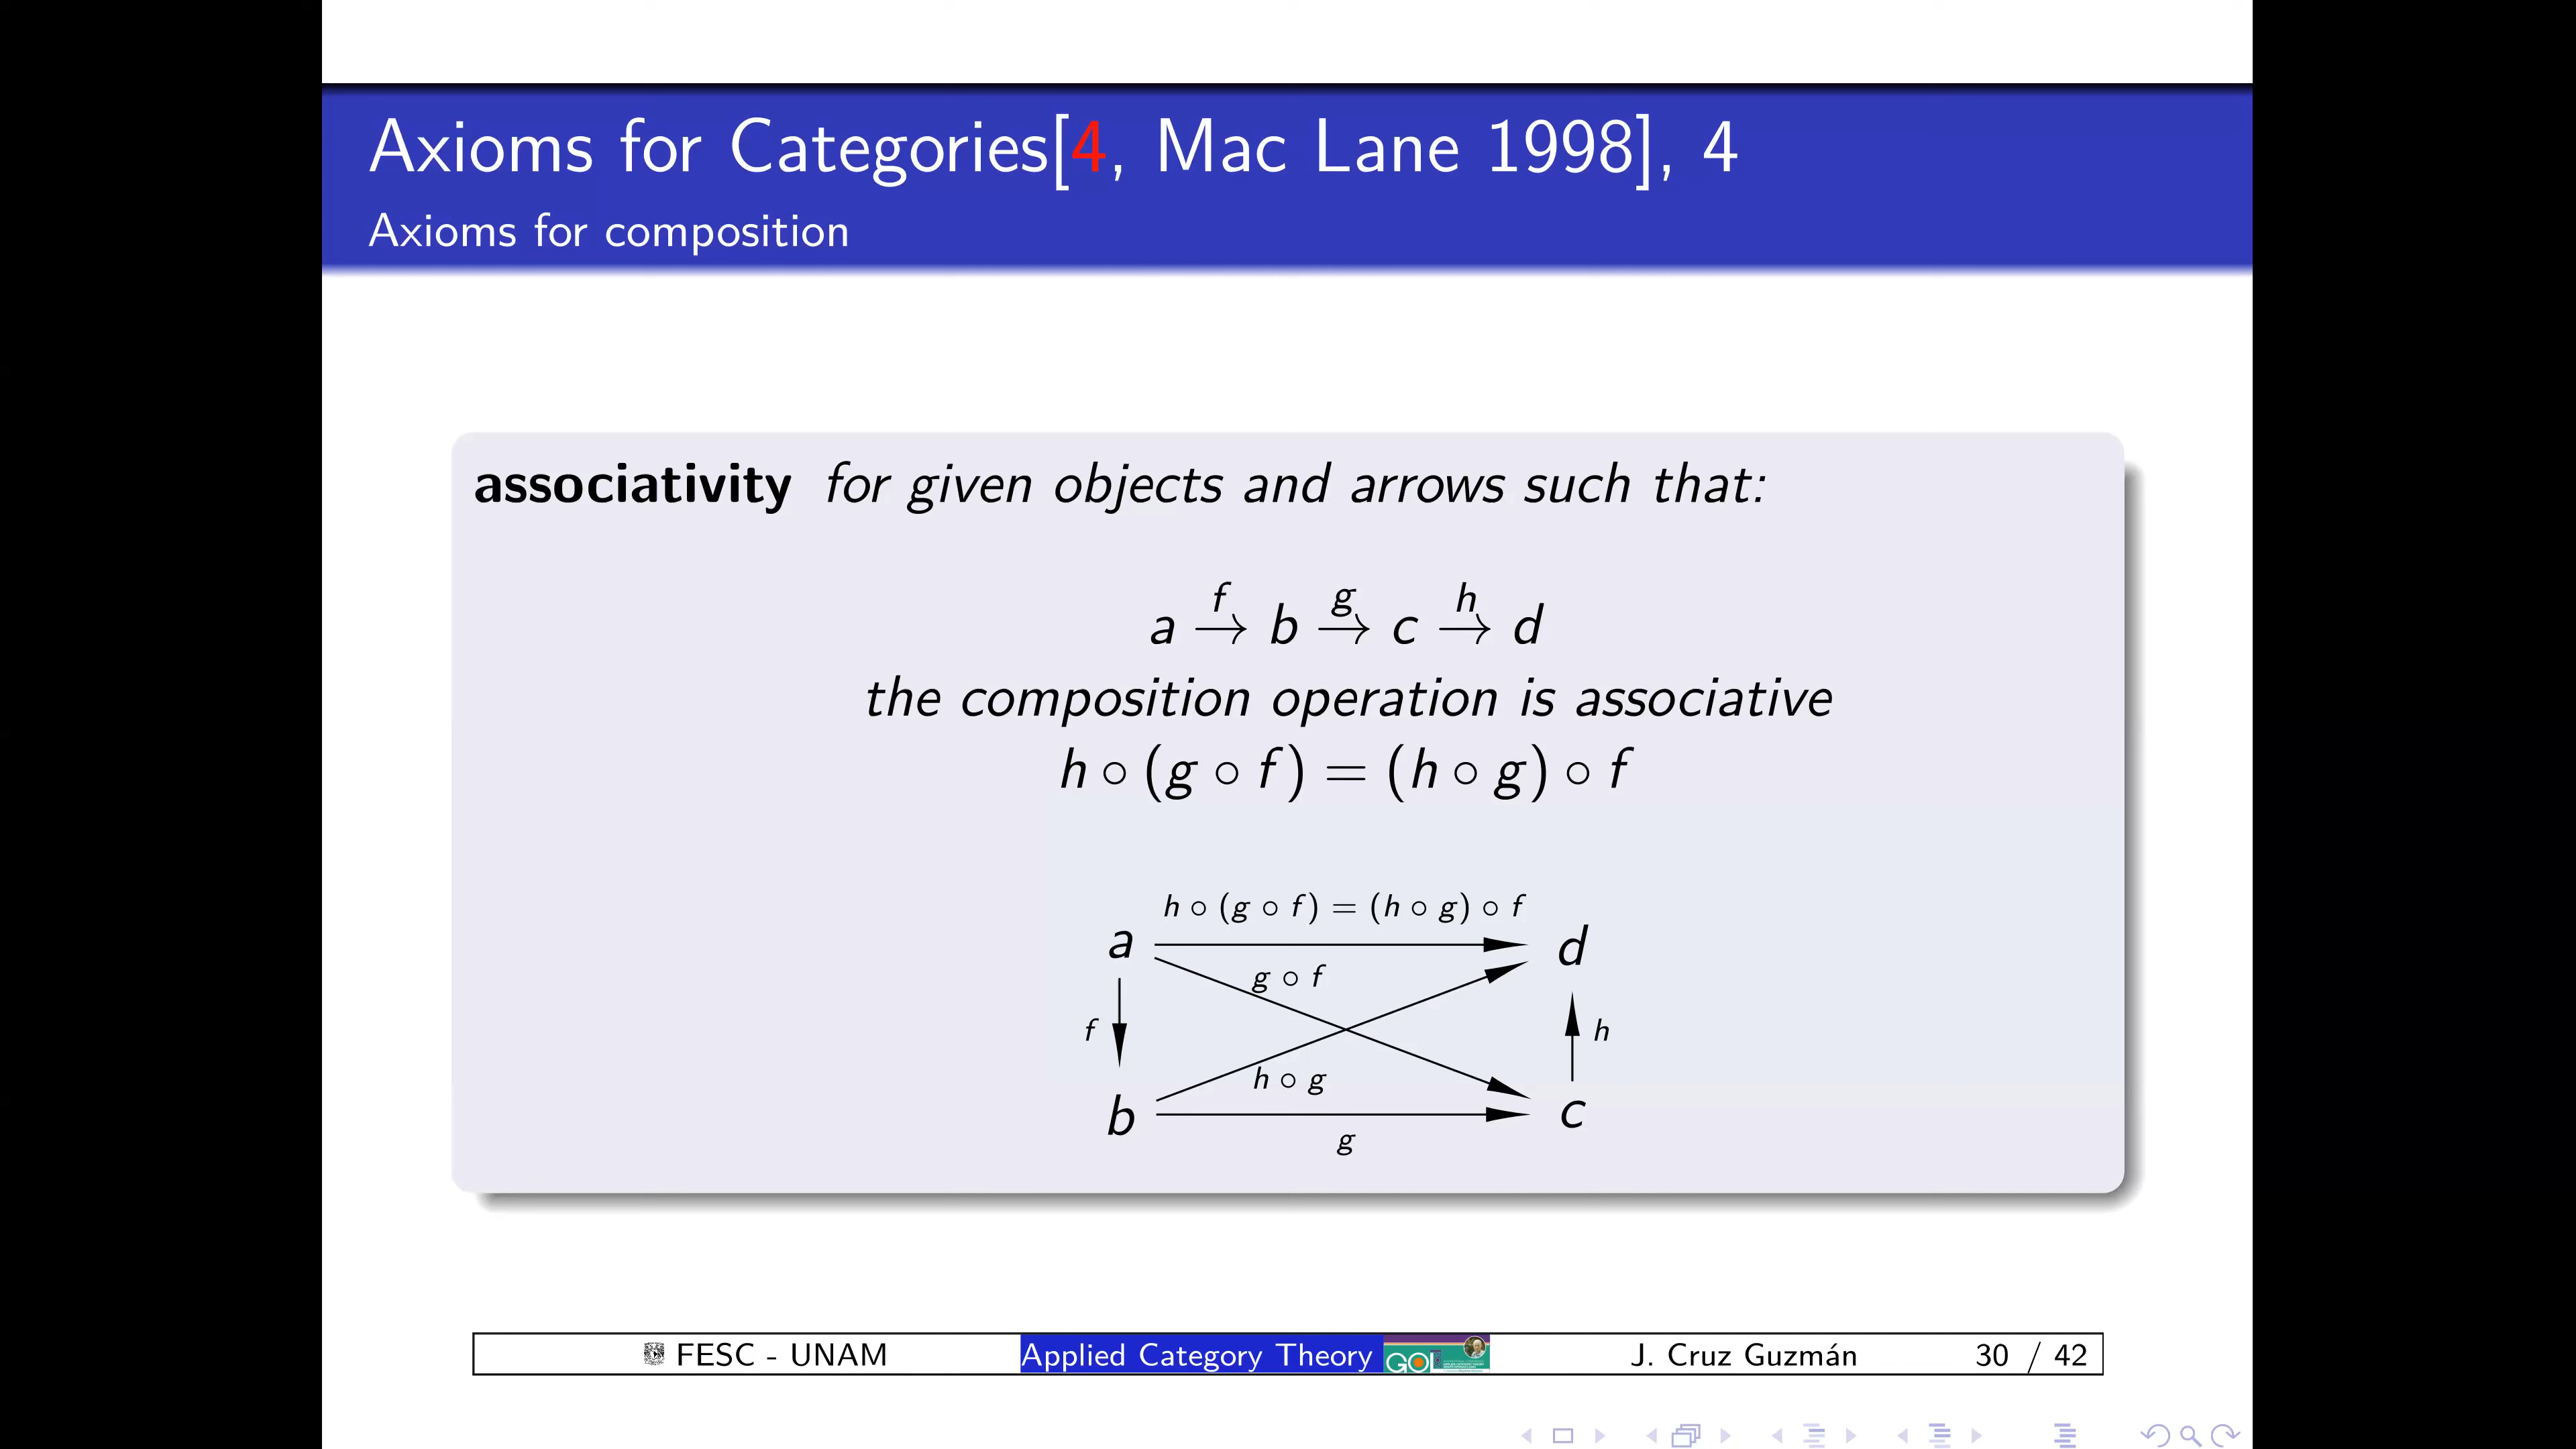 Axioms for Categories[4, Mac Lane 1998], 4
Axioms for composition
associativity for given objects and arrows such that:
a →f b →g c →h d
the composition operation is associative
h ∘ (g ∘ f) = (h ∘ g) ∘ f
h ∘ (g ∘ f) = (h ∘ g) ∘ f
a d
g ∘ f
f h
h ∘ g
b c
g
FESC - UNAM Applied Category Theory GOL J. Cruz Guzmán 30 / 42